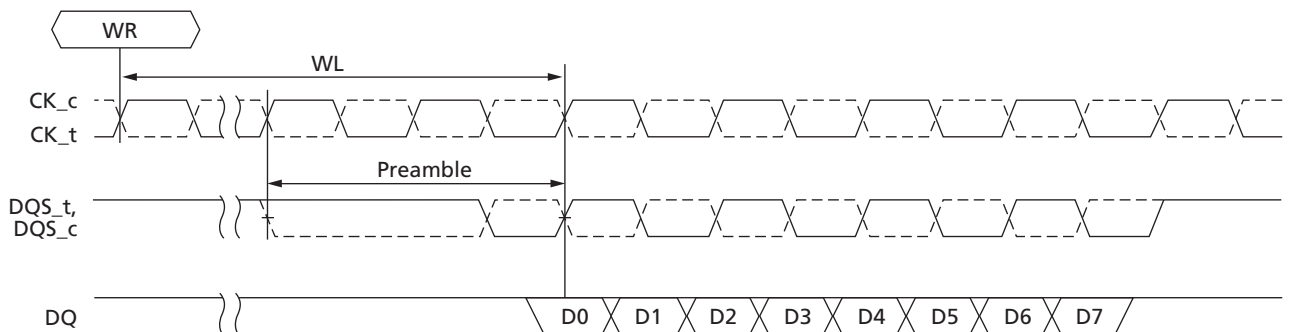 WR
WL
CK_c
CK_t
Preamble
DQS_t,
DQS_c
DQ D0 D1 D2 D3 D4 D5 D6 D7